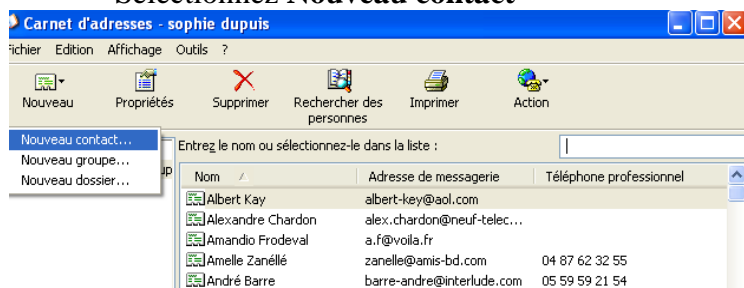 Sélectionnez Nouveau contact
Carnet d'adresses - sophie dupuis
Fichier Edition Affichage Outils ?
Nouveau Propriétés Supprimer Rechercher des personnes Imprimer Action
Nouveau contact...
Nouveau groupe...
Nouveau dossier...
up
Entrez le nom ou sélectionnez-le dans la liste :
Nom Adresse de messagerie Téléphone professionnel
Albert Kay albert-key@aol.com
Alexandre Chardon alex.chardon@neuf-telec...
Amandio Frodeval a.f@voila.fr
Amelle Zanéllé zanelle@amis-bd.com 04 87 62 32 55
André Barre barre-andre@interlude.com 05 59 59 21 54